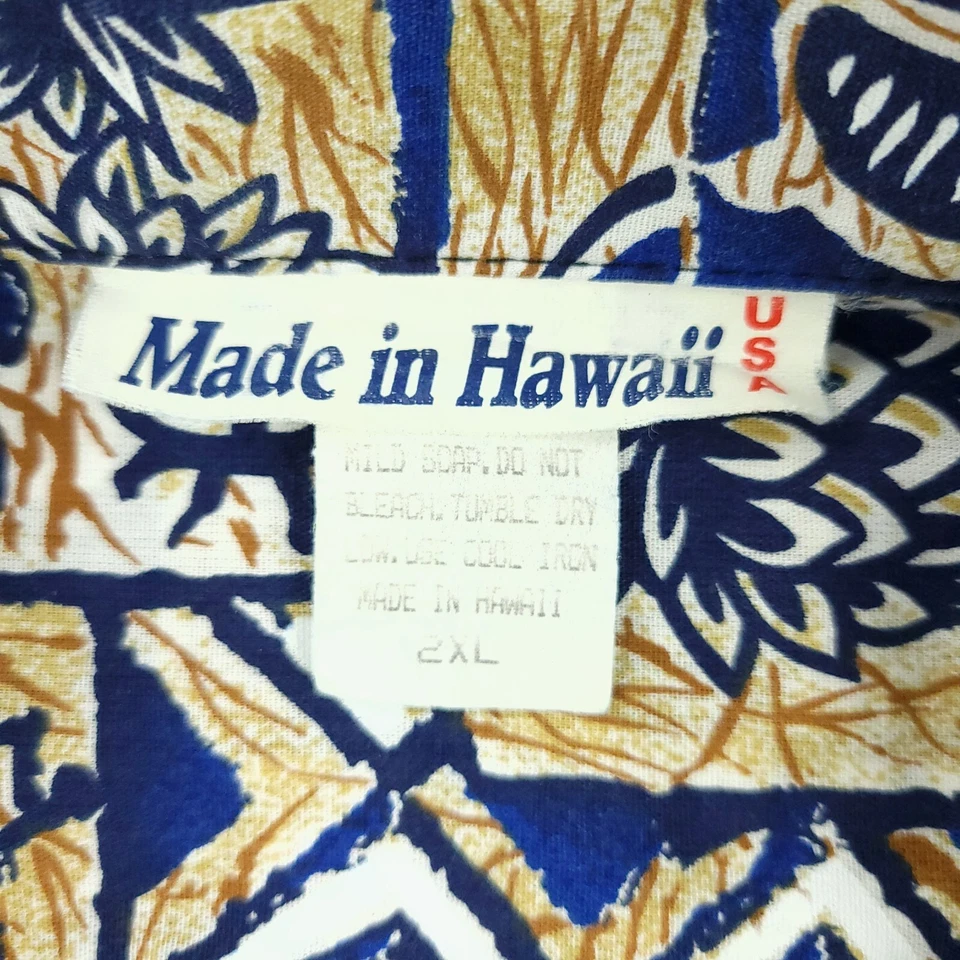 Made in Hawaii USA
MILD SOAP.DO NOT
BLEACH.TUMBLE DRY
LOW.USE COOL IRON
MADE IN HAWAII
2XL